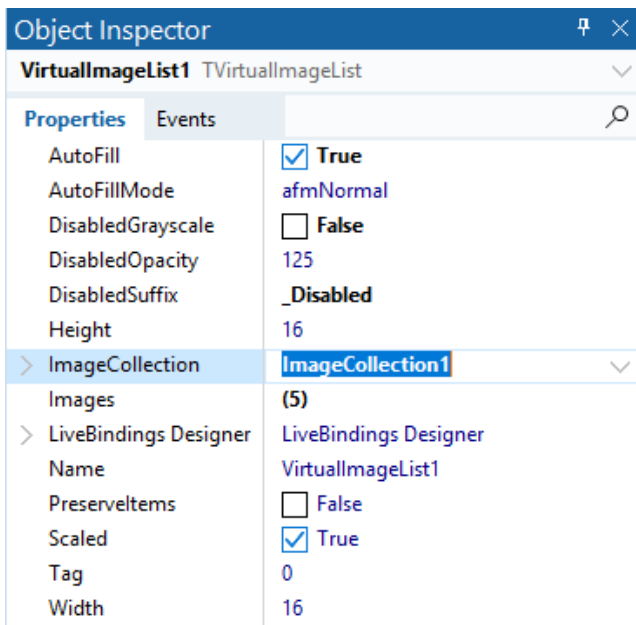 Object Inspector
VirtualImageList1 TVirtualImageList
Properties Events
AutoFill True
AutoFillMode afmNormal
DisabledGrayscale False
DisabledOpacity 125
DisabledSuffix _Disabled
Height 16
ImageCollection ImageCollection1
Images (5)
LiveBindings Designer LiveBindings Designer
Name VirtualImageList1
PreserveItems False
Scaled True
Tag 0
Width 16